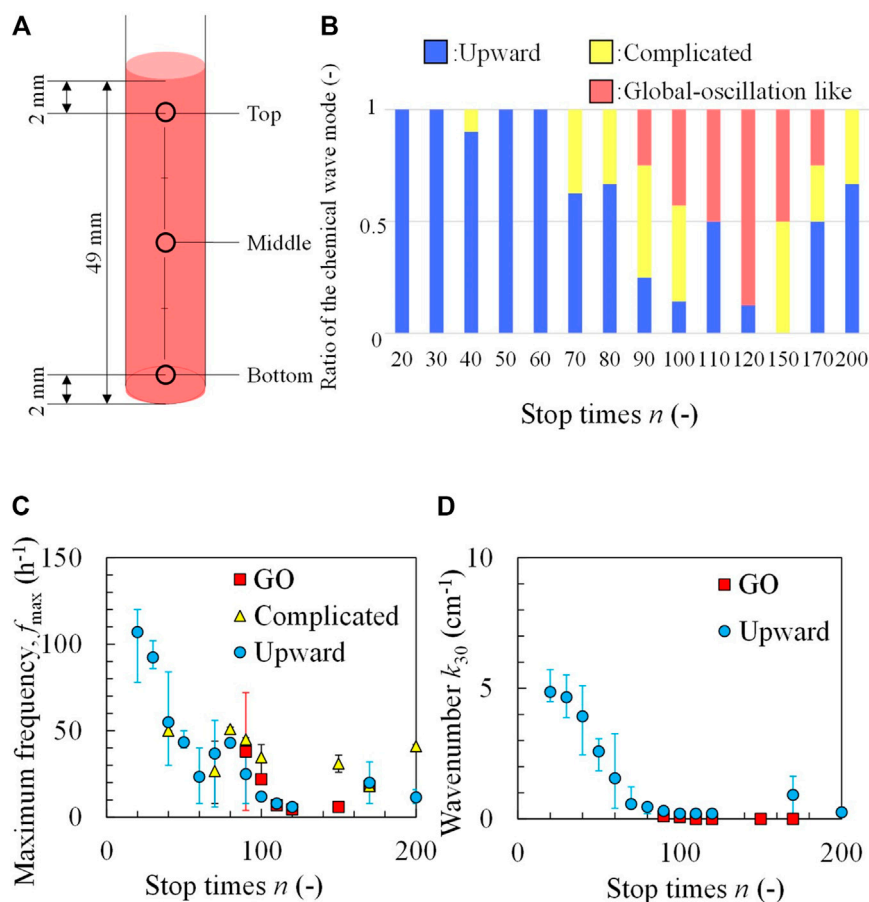 A
2 mm
49 mm
2 mm
Top
Middle
Bottom
B
:Upward
:Complicated
:Global-oscillation like
Ratio of the chemical wave mode (-)
1
0.5
0
20 30 40 50 60 70 80 90 100 110 120 150 170 200
Stop times n (-)
C
Maximum frequency, fmax (h-1)
150
100
50
0
GO
Complicated
Upward
0 100 200
Stop times n (-)
D
Wavenumber k30 (cm-1)
10
5
0
GO
Upward
0 100 200
Stop times n (-)